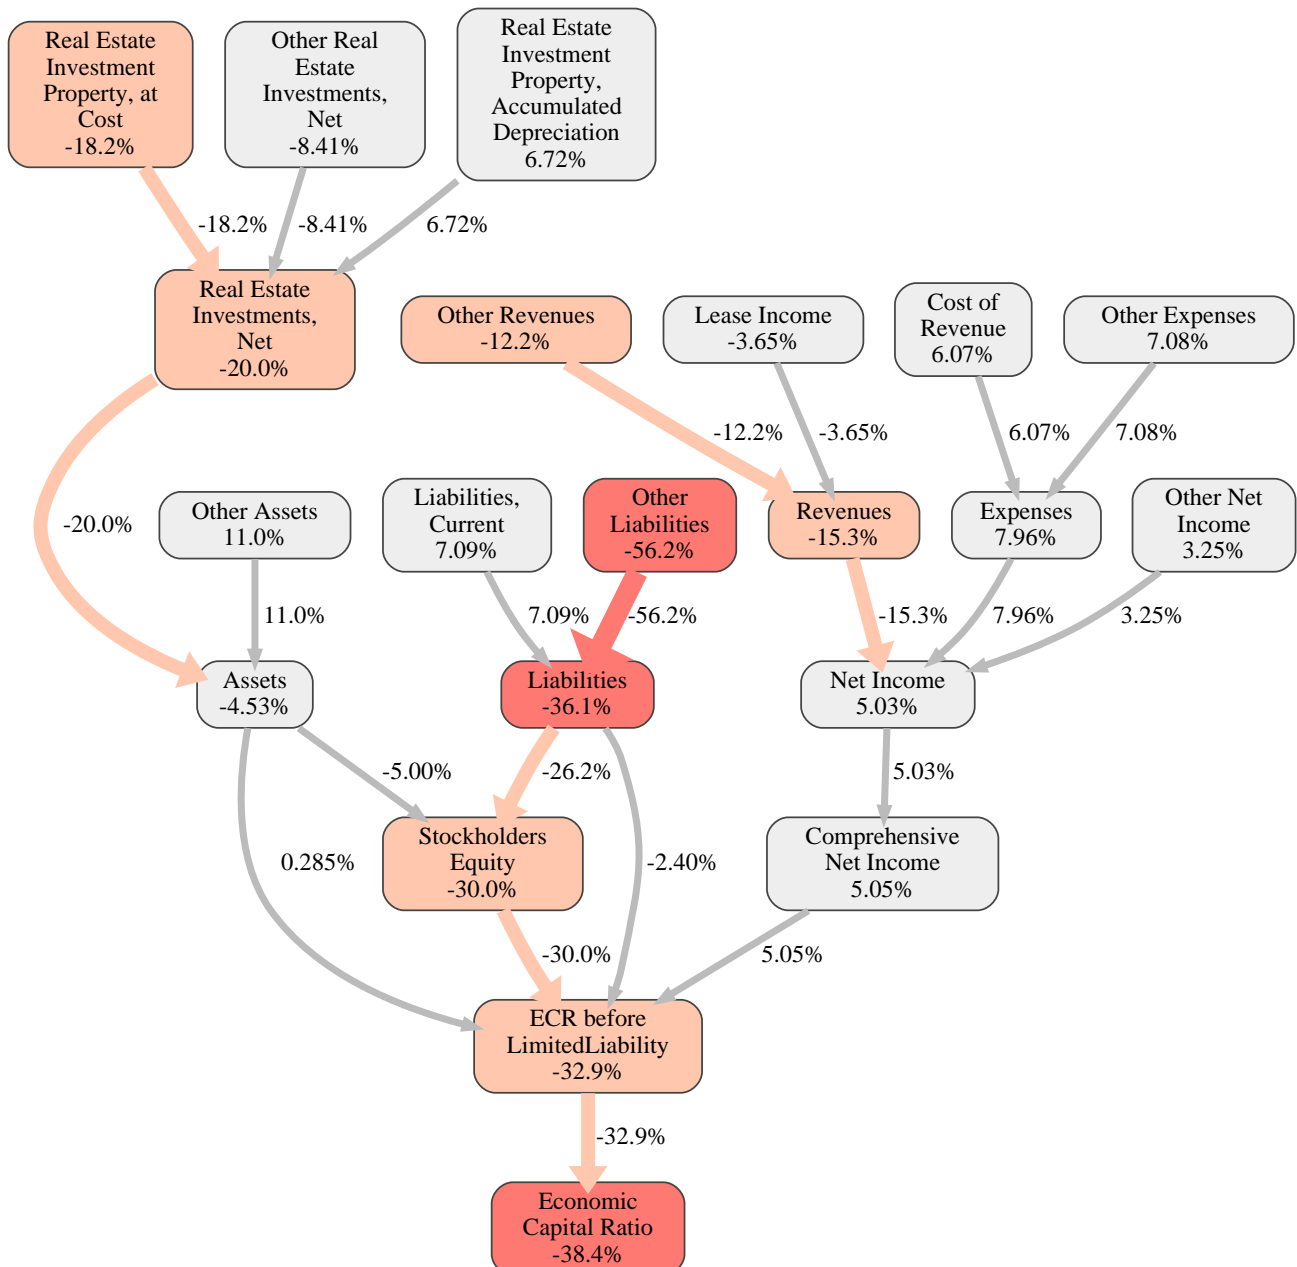 Real Estate
Investment
Property, at
Cost
-18.2%
Other Real
Estate
Investments,
Net
-8.41%
Real Estate
Investment
Property,
Accumulated
Depreciation
6.72%
-18.2%
-8.41%
6.72%
Real Estate
Investments,
Net
-20.0%
Other Revenues
-12.2%
Lease Income
-3.65%
Cost of
Revenue
6.07%
Other Expenses
7.08%
-12.2%
-3.65%
6.07%
7.08%
-20.0%
Other Assets
11.0%
Liabilities,
Current
7.09%
Other
Liabilities
-56.2%
Revenues
-15.3%
Expenses
7.96%
Other Net
Income
3.25%
11.0%
7.09%
-56.2%
-15.3%
7.96%
3.25%
Assets
-4.53%
Liabilities
-36.1%
Net Income
5.03%
-5.00%
-26.2%
5.03%
0.285%
Stockholders
Equity
-30.0%
-2.40%
Comprehensive
Net Income
5.05%
-30.0%
5.05%
ECR before
LimitedLiability
-32.9%
-32.9%
Economic
Capital Ratio
-38.4%